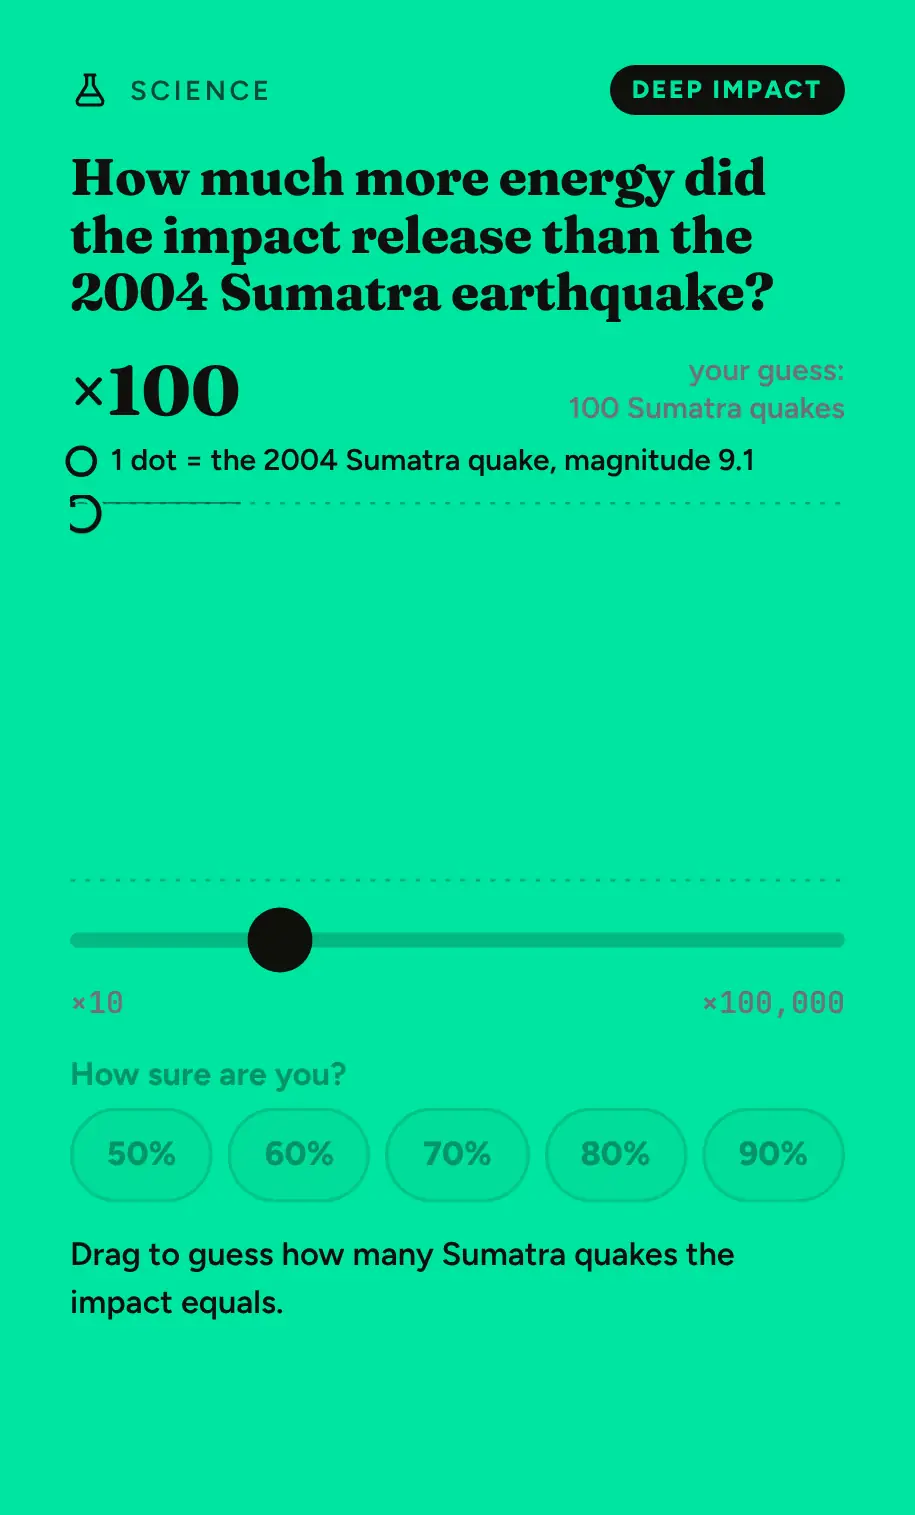 SCIENCE
DEEP IMPACT
How much more energy did
the impact release than the
2004 Sumatra earthquake?
×100
your guess:
100 Sumatra quakes
1 dot = the 2004 Sumatra quake, magnitude 9.1
×10
×100,000
How sure are you?
50%
60%
70%
80%
90%
Drag to guess how many Sumatra quakes the
impact equals.